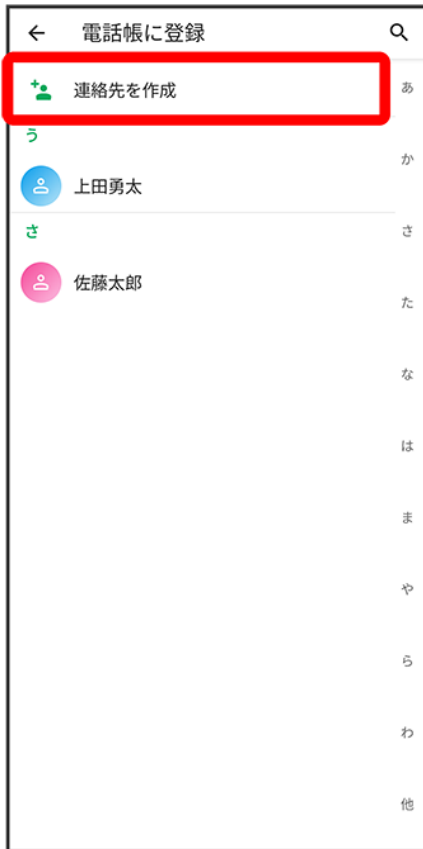 電話帳に登録
連絡先を作成
あ
う
か
上田勇太
さ
さ
佐藤太郎
た
な
は
ま
や
ら
わ
他